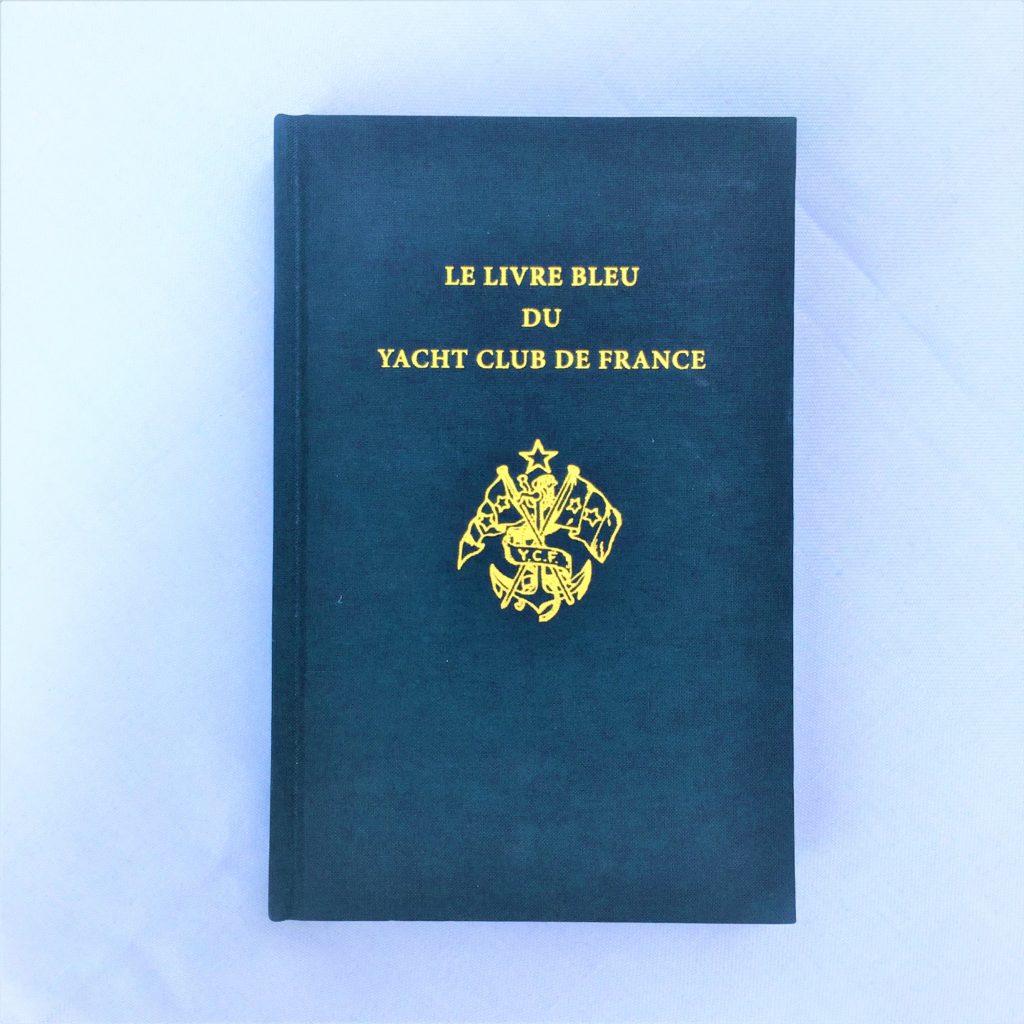 LE LIVRE BLEU
DU
YACHT CLUB DE FRANCE
Y.C.F.